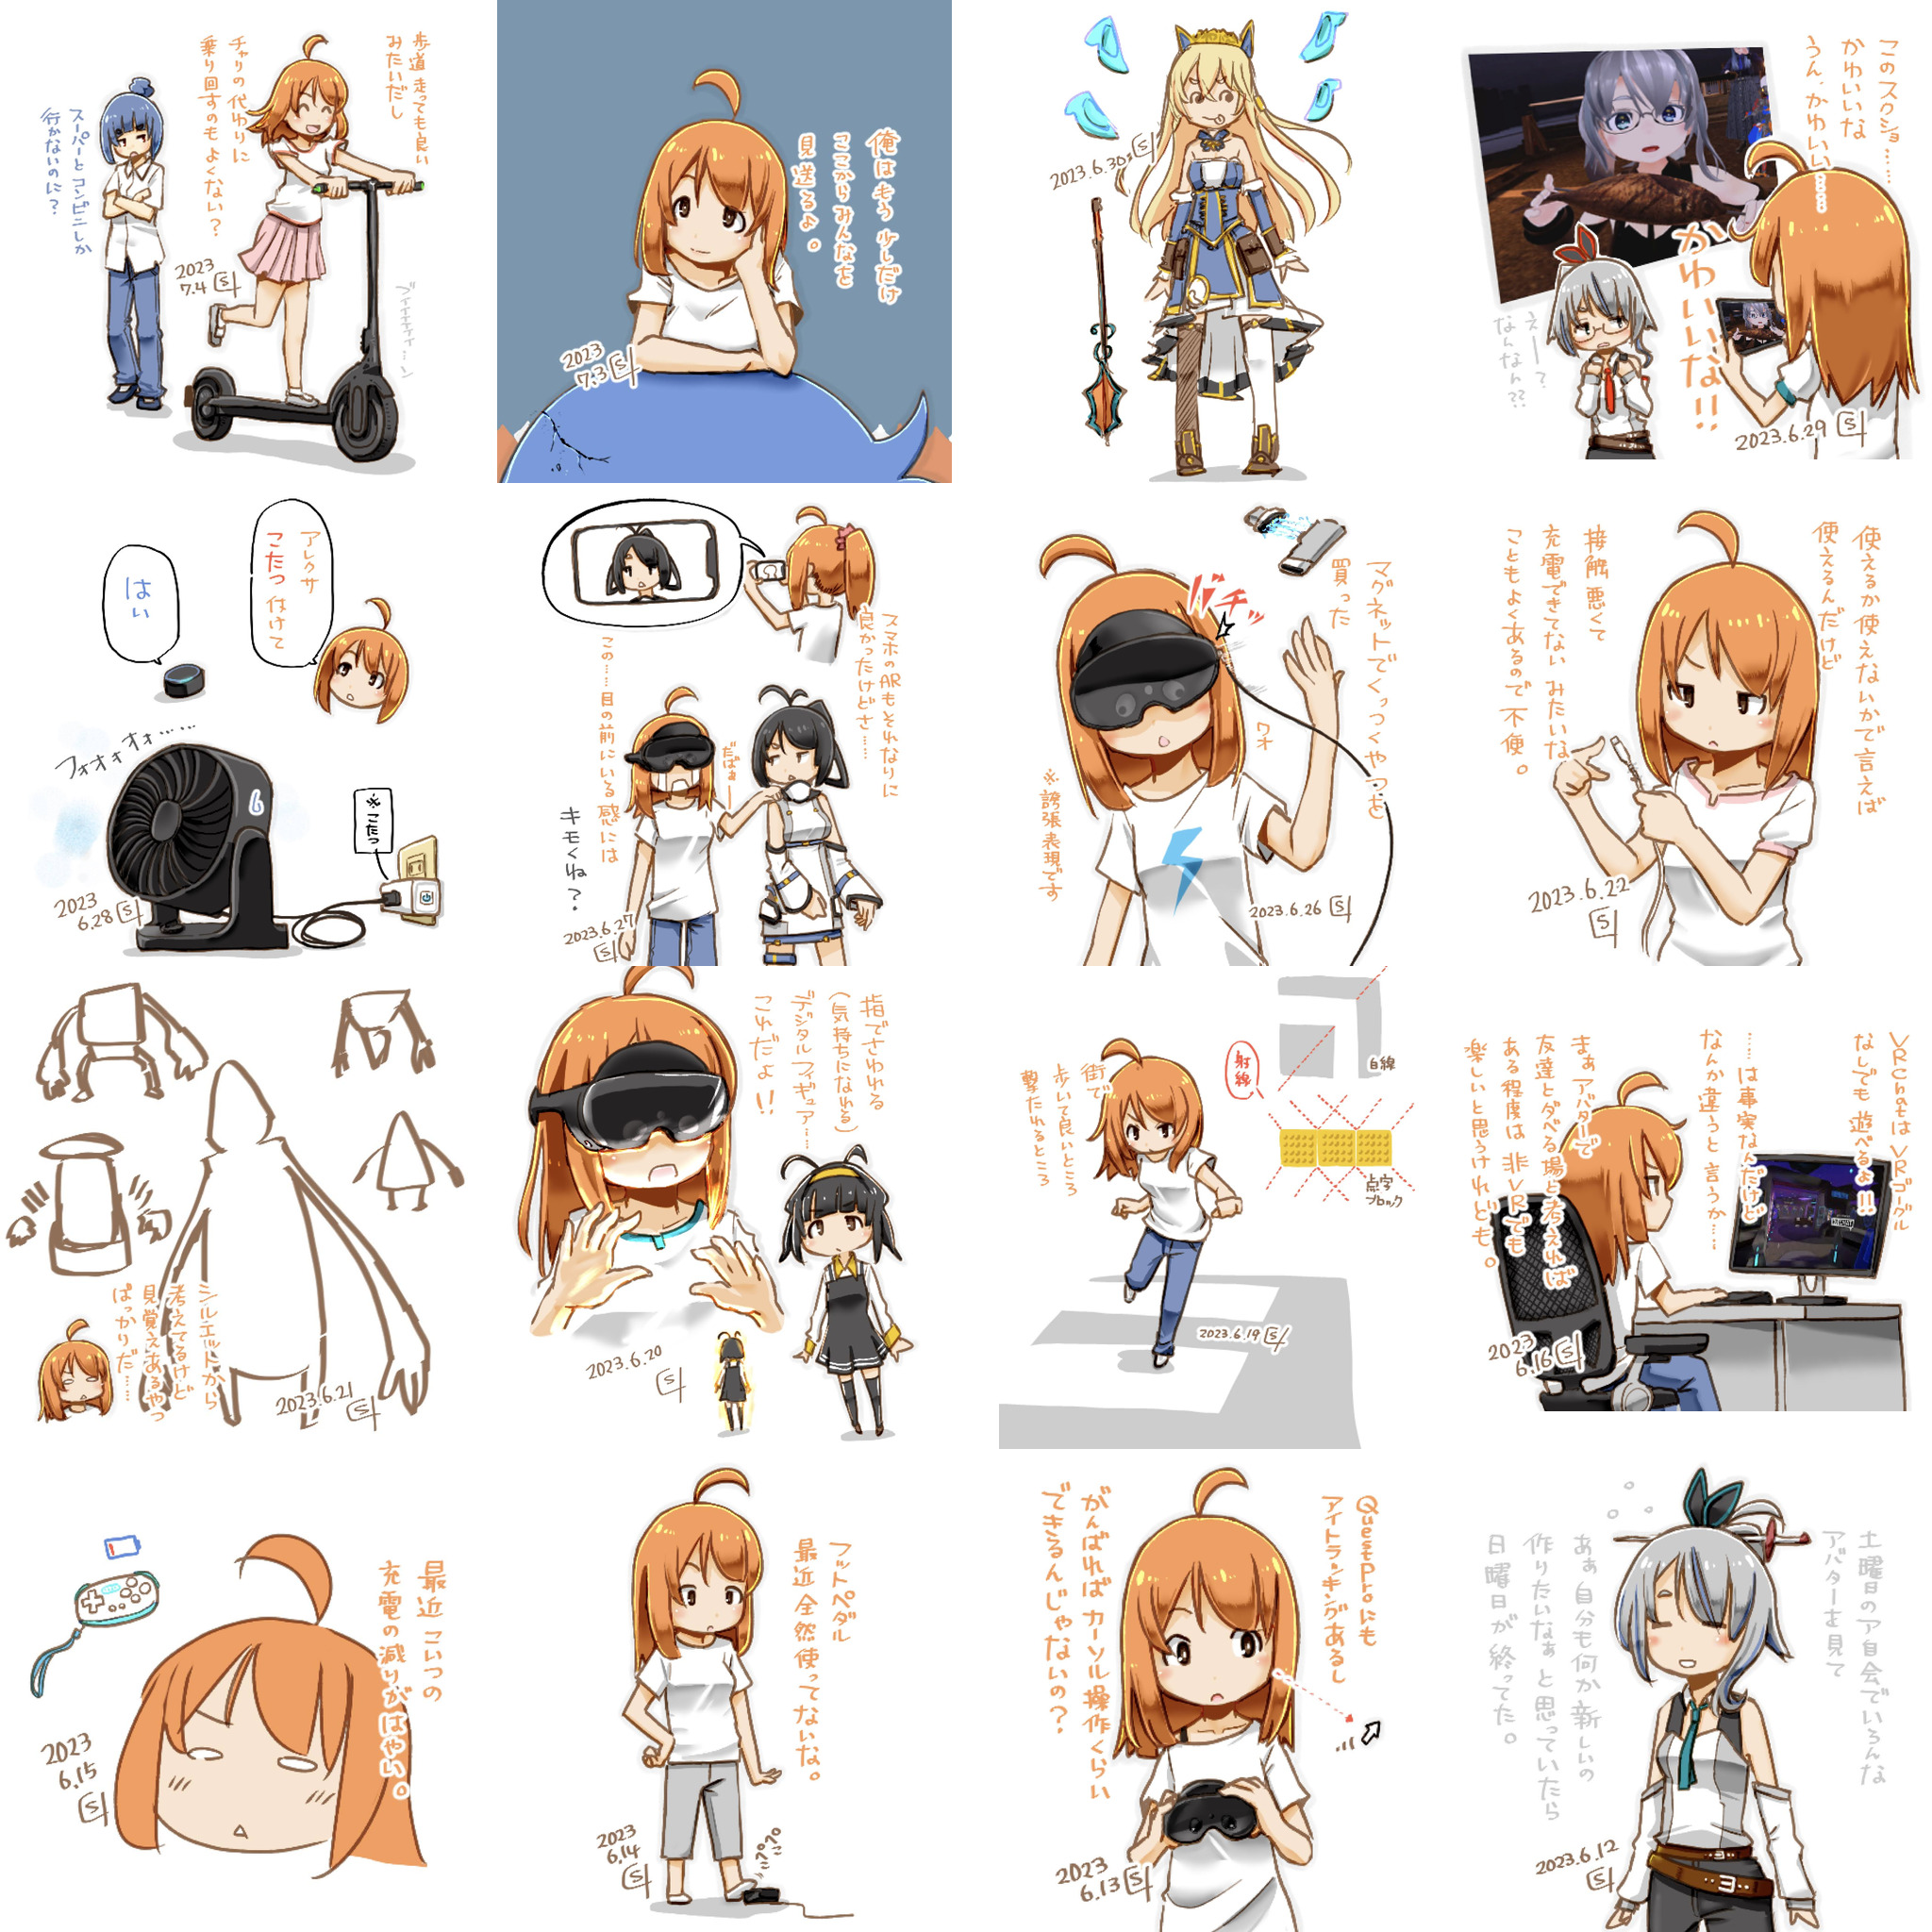 歩道 走っても良い
みたいだし
チャリの代わりに
乗り回すのも よくない？
スーパーと コンビニしか
行かないのに？
ブイイイイィーン
2023
7.4 S
俺はもう 少しだけ
ここからみんなを
見送るよ。
2023
7.3 S
2023.6.30 S
このスクショ……
かわいいな
うん、かわいい……
かわいいな!!
えー？
なんなん??
2023.6.29 S
アレクサ
こたつ 付けて
はい
フォオォオォ……
※こたつ
2023
6.28 S
スマホのARもそれなりに
良かったけどさ……
この……目の前にいる 感には
だばぁー
キモくね？
2023.6.27
S
マグネットでくっつくやつを
買った
バチッ
ワオ
※誇張表現です
2023.6.26 S
使えるか使えないかで言えば
使えるんだけど
接触 悪くて
充電できてない みたいな
こともよくあるので 不便。
2023.6.22
S
シルエットから
考えてるけど
見覚えあるやつ
ばっかりだ……
2023.6.21
S
指でさわれる
(気持ちになれる)
デジタルフィギュア……
これだよ!!
2023.6.20
S
白線
射線
点字
ブロック
街で
歩いて良いところ
撃たれるところ
2023.6.19 S
VRChatは VRゴーグル
なしでも 遊べるよ!!
……は事実なんだけど
なんか違うと 言うか……
まぁ アバターで
友達とダベる場と考えれば
ある程度は 非VRでも
楽しいと思うけれども。
2023
6.16 S
最近 こいつの
充電の減りがはやい。
2023
6.15
S
フットペダル
最近 全然 使ってないな。
2023
6.14
S
QuestProにも
アイトラッキングあるし
がんばれば カーソル操作くらい
できるんじゃないの？
2023
6.13 S
土曜日のア自会でいろんな
アバターを見て
あぁ 自分も何か新しいの
作りたいなぁ と 思っていたら
日曜日が 終ってた。
2023.6.12
S